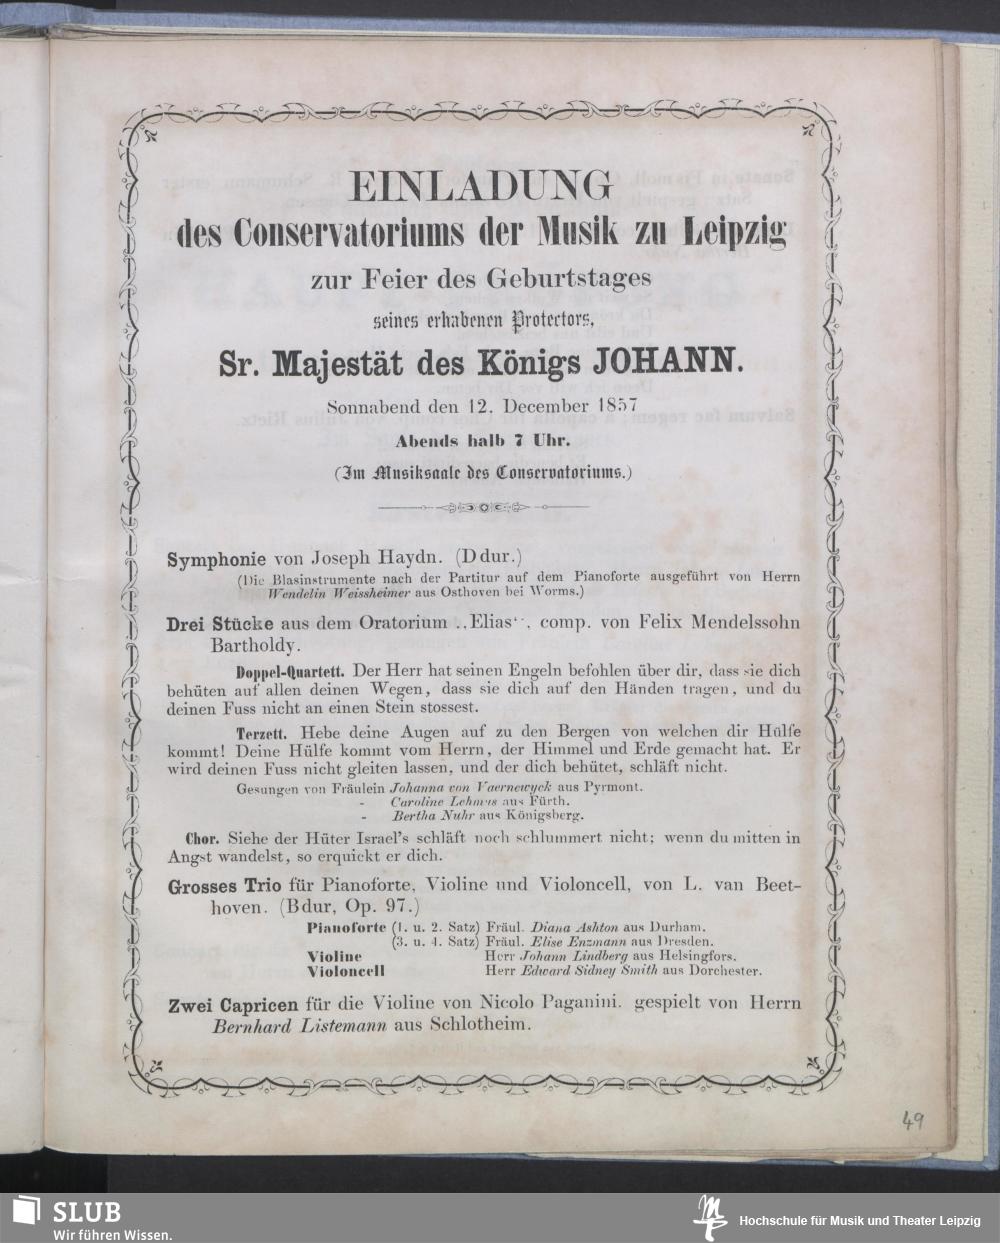 EINLADUNG
des Conservatoriums der Musik zu Leipzig
zur Feier des Geburtstages
seines erhabenen Protectors,
Sr. Majestät des Königs JOHANN.
Sonnabend den 12. December 1857
Abends halb 7 Uhr.
(Im Musiksaale des Conservatoriums.)
Symphonie von Joseph Haydn. (D dur.)
(Die Blasinstrumente nach der Partitur auf dem Pianoforte ausgeführt von Herrn
Wendelin Weissheimer aus Osthoven bei Worms.)
Drei Stücke aus dem Oratorium „Elias“, comp. von Felix Mendelssohn
Bartholdy.
Doppel-Quartett. Der Herr hat seinen Engeln befohlen über dir, dass sie dich
behüten auf allen deinen Wegen, dass sie dich auf den Händen tragen, und du
deinen Fuss nicht an einen Stein stossest.
Terzett. Hebe deine Augen auf zu den Bergen von welchen dir Hülfe
kommt! Deine Hülfe kommt vom Herrn, der Himmel und Erde gemacht hat. Er
wird deinen Fuss nicht gleiten lassen, und der dich behütet, schläft nicht.
Gesungen von Fräulein Johanna von Vaernewyck aus Pyrmont.
- Caroline Lehmus aus Fürth.
- Bertha Nuhr aus Königsberg.
Chor. Siehe der Hüter Israel's schläft noch schlummert nicht; wenn du mitten in
Angst wandelst, so erquickt er dich.
Grosses Trio für Pianoforte, Violine und Violoncell, von L. van Beet-
hoven. (B dur, Op. 97.)
Pianoforte (1. u. 2. Satz) Fräul. Diana Ashton aus Durham.
(3. u. 4. Satz) Fräul. Elise Enzmann aus Dresden.
Violine Herr Johann Lindberg aus Helsingfors.
Violoncell Herr Edward Sidney Smith aus Dorchester.
Zwei Capricen für die Violine von Nicolo Paganini. gespielt von Herrn
Bernhard Listemann aus Schlotheim.
49
SLUB
Wir führen Wissen.
Hochschule für Musik und Theater Leipzig